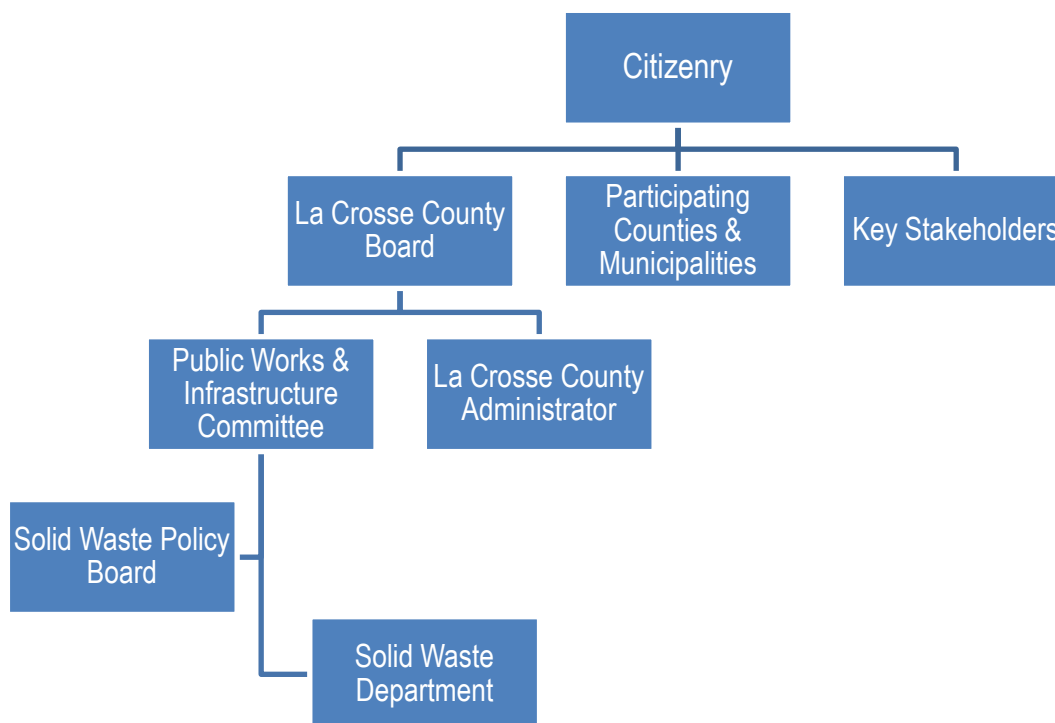 Citizenry
La Crosse County
Board
Participating
Counties &
Municipalities
Key Stakeholders
Public Works &
Infrastructure
Committee
La Crosse County
Administrator
Solid Waste Policy
Board
Solid Waste
Department